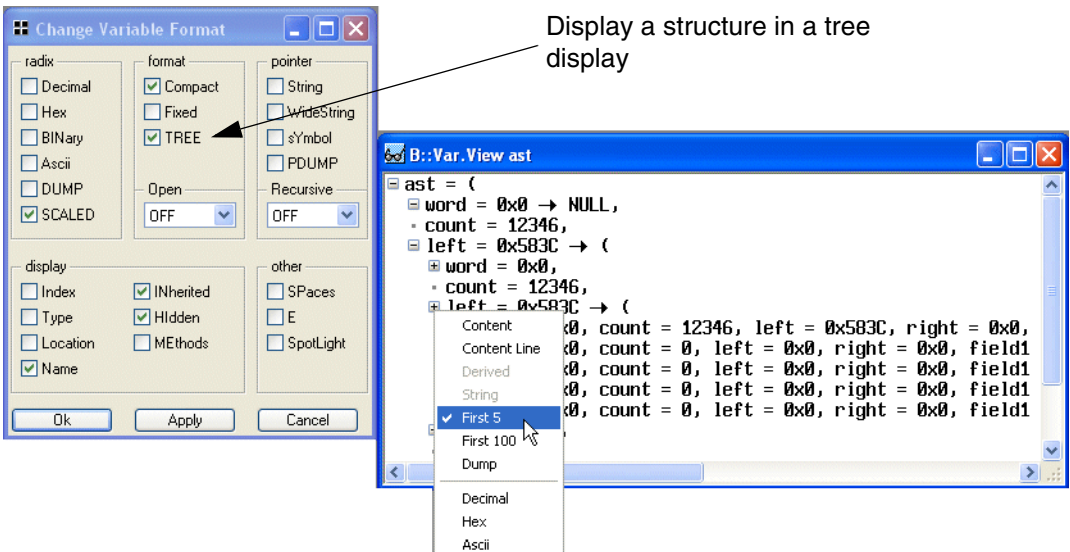 Change Variable Format
Display a structure in a tree
display
radix
Decimal
Hex
BINary
Ascii
DUMP
SCALED
format
Compact
Fixed
TREE
Open
OFF
pointer
String
WideString
sYmbol
PDUMP
Recursive
OFF
display
Index
Type
Location
Name
INherited
HIdden
MEthods
other
SPaces
E
SpotLight
Ok
Apply
Cancel
B::Var.View ast
ast = (
word = 0x0 → NULL,
count = 12346,
left = 0x583C → (
word = 0x0,
count = 12346,
left = 0x583C → (
x0, count = 12346, left = 0x583C, right = 0x0,
x0, count = 0, left = 0x0, right = 0x0, field1
x0, count = 0, left = 0x0, right = 0x0, field1
x0, count = 0, left = 0x0, right = 0x0, field1
x0, count = 0, left = 0x0, right = 0x0, field1
,
Content
Content Line
Derived
String
First 5
First 100
Dump
Decimal
Hex
Ascii